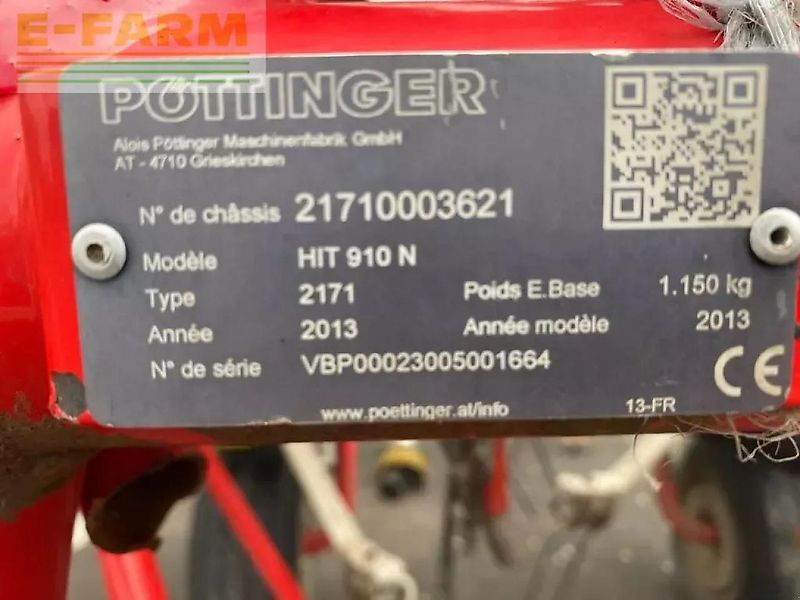 E-FARM
PÖTTINGER
Alois Pöttinger Maschinenfabrik GmbH
AT - 4710 Grieskirchen
N° de châssis 21710003621
Modèle HIT 910 N
Type 2171 Poids E.Base 1.150 kg
Année 2013 Année modèle 2013
N° de série VBP00023005001664
CE
www.poettinger.at/info 13-FR